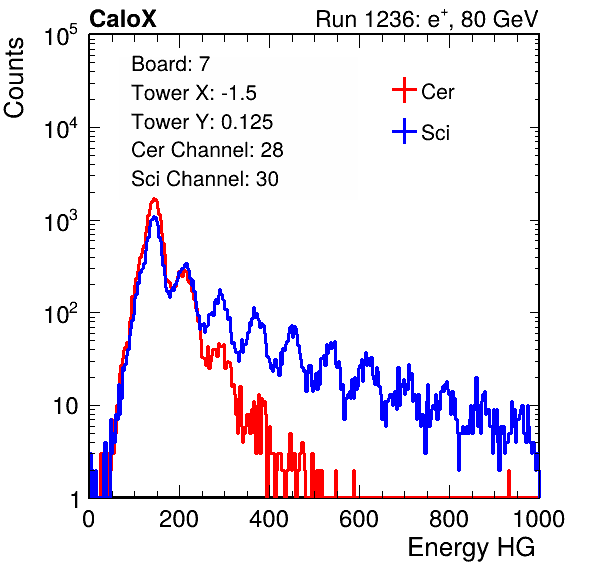 CaloX Run 1236: e⁺, 80 GeV
Counts
Board: 7
Tower X: -1.5
Tower Y: 0.125
Cer Channel: 28
Sci Channel: 30
Cer
Sci
10⁵
10⁴
10³
10²
10
1
0 200 400 600 800 1000
Energy HG